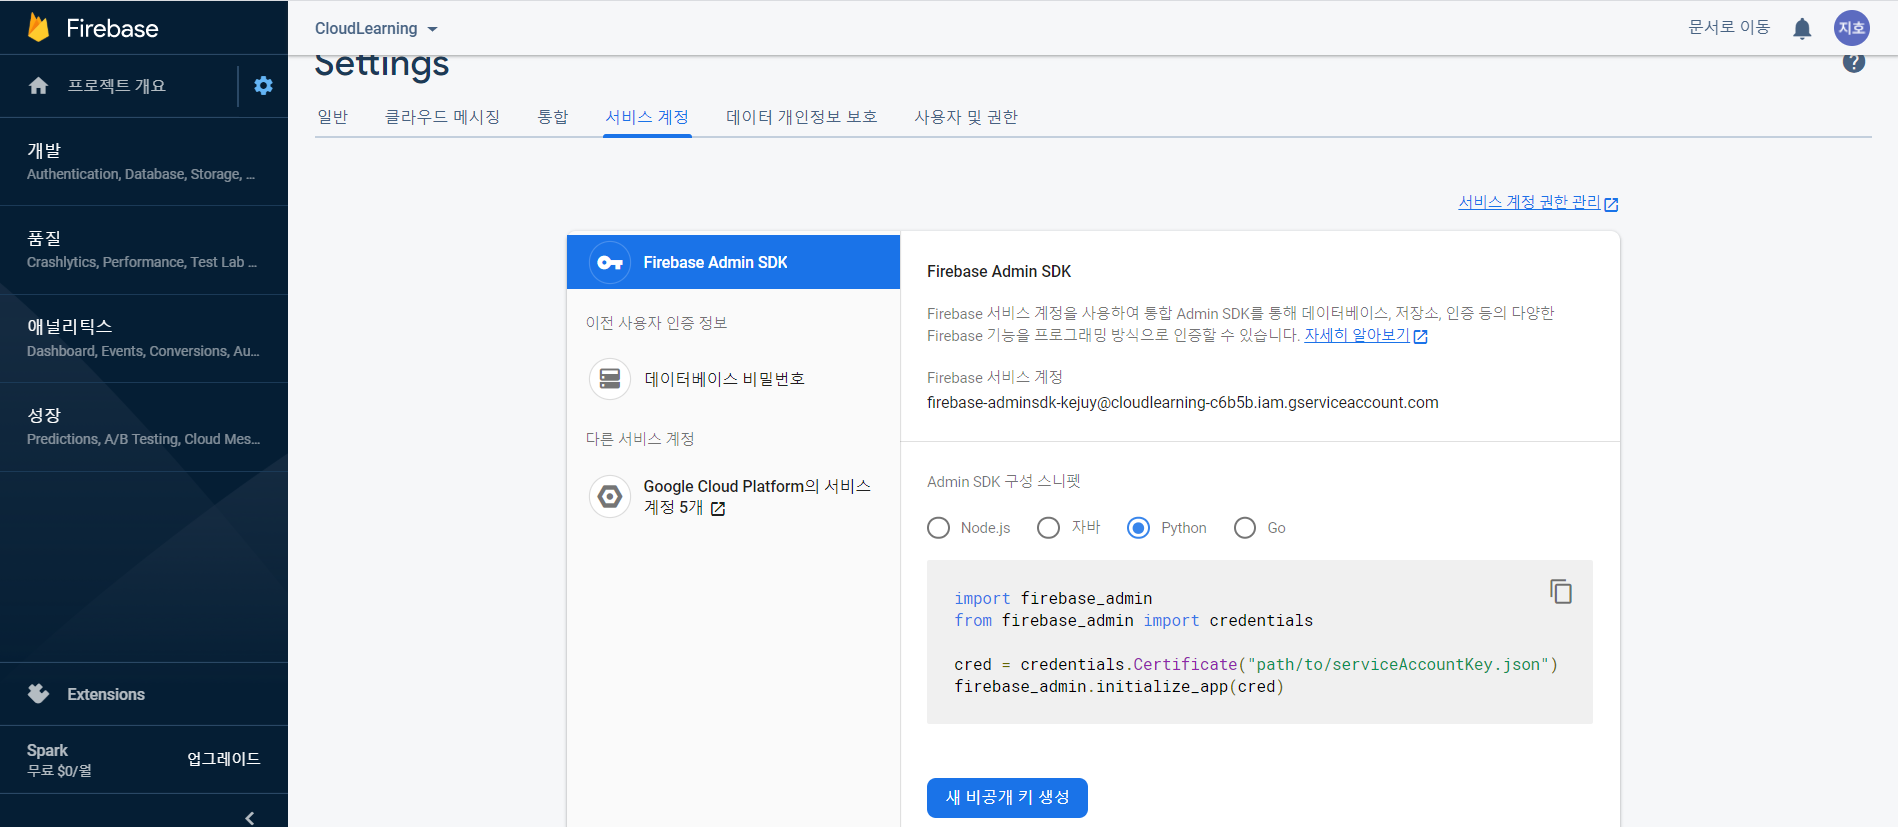 Firebase
CloudLearning
문서로 이동
지호
Settings
?
프로젝트 개요
일반
클라우드 메시징
통합
서비스 계정
데이터 개인정보 보호
사용자 및 권한
개발
Authentication, Database, Storage, ...
품질
Crashlytics, Performance, Test Lab ...
애널리틱스
Dashboard, Events, Conversions, Au...
성장
Predictions, A/B Testing, Cloud Mes...
Extensions
Spark
무료 $0/월
업그레이드
서비스 계정 권한 관리
Firebase Admin SDK
이전 사용자 인증 정보
데이터베이스 비밀번호
다른 서비스 계정
Google Cloud Platform의 서비스
계정 5개
Firebase Admin SDK
Firebase 서비스 계정을 사용하여 통합 Admin SDK를 통해 데이터베이스, 저장소, 인증 등의 다양한
Firebase 기능을 프로그래밍 방식으로 인증할 수 있습니다. 자세히 알아보기
Firebase 서비스 계정
firebase-adminsdk-kejuy@cloudlearning-c6b5b.iam.gserviceaccount.com
Admin SDK 구성 스니펫
Node.js
자바
Python
Go
import firebase_admin
from firebase_admin import credentials
cred = credentials.Certificate("path/to/serviceAccountKey.json")
firebase_admin.initialize_app(cred)
새 비공개 키 생성